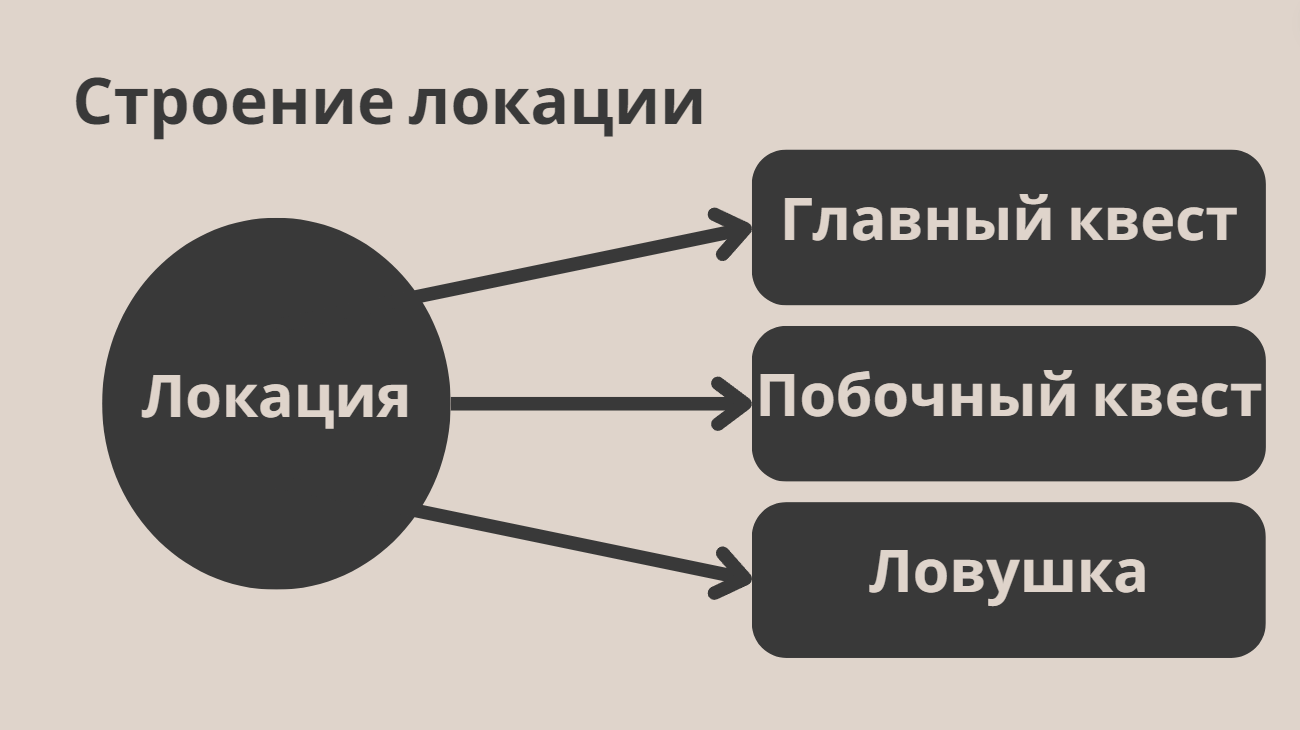 Строение локации
Главный квест
Локация
Побочный квест
Ловушка